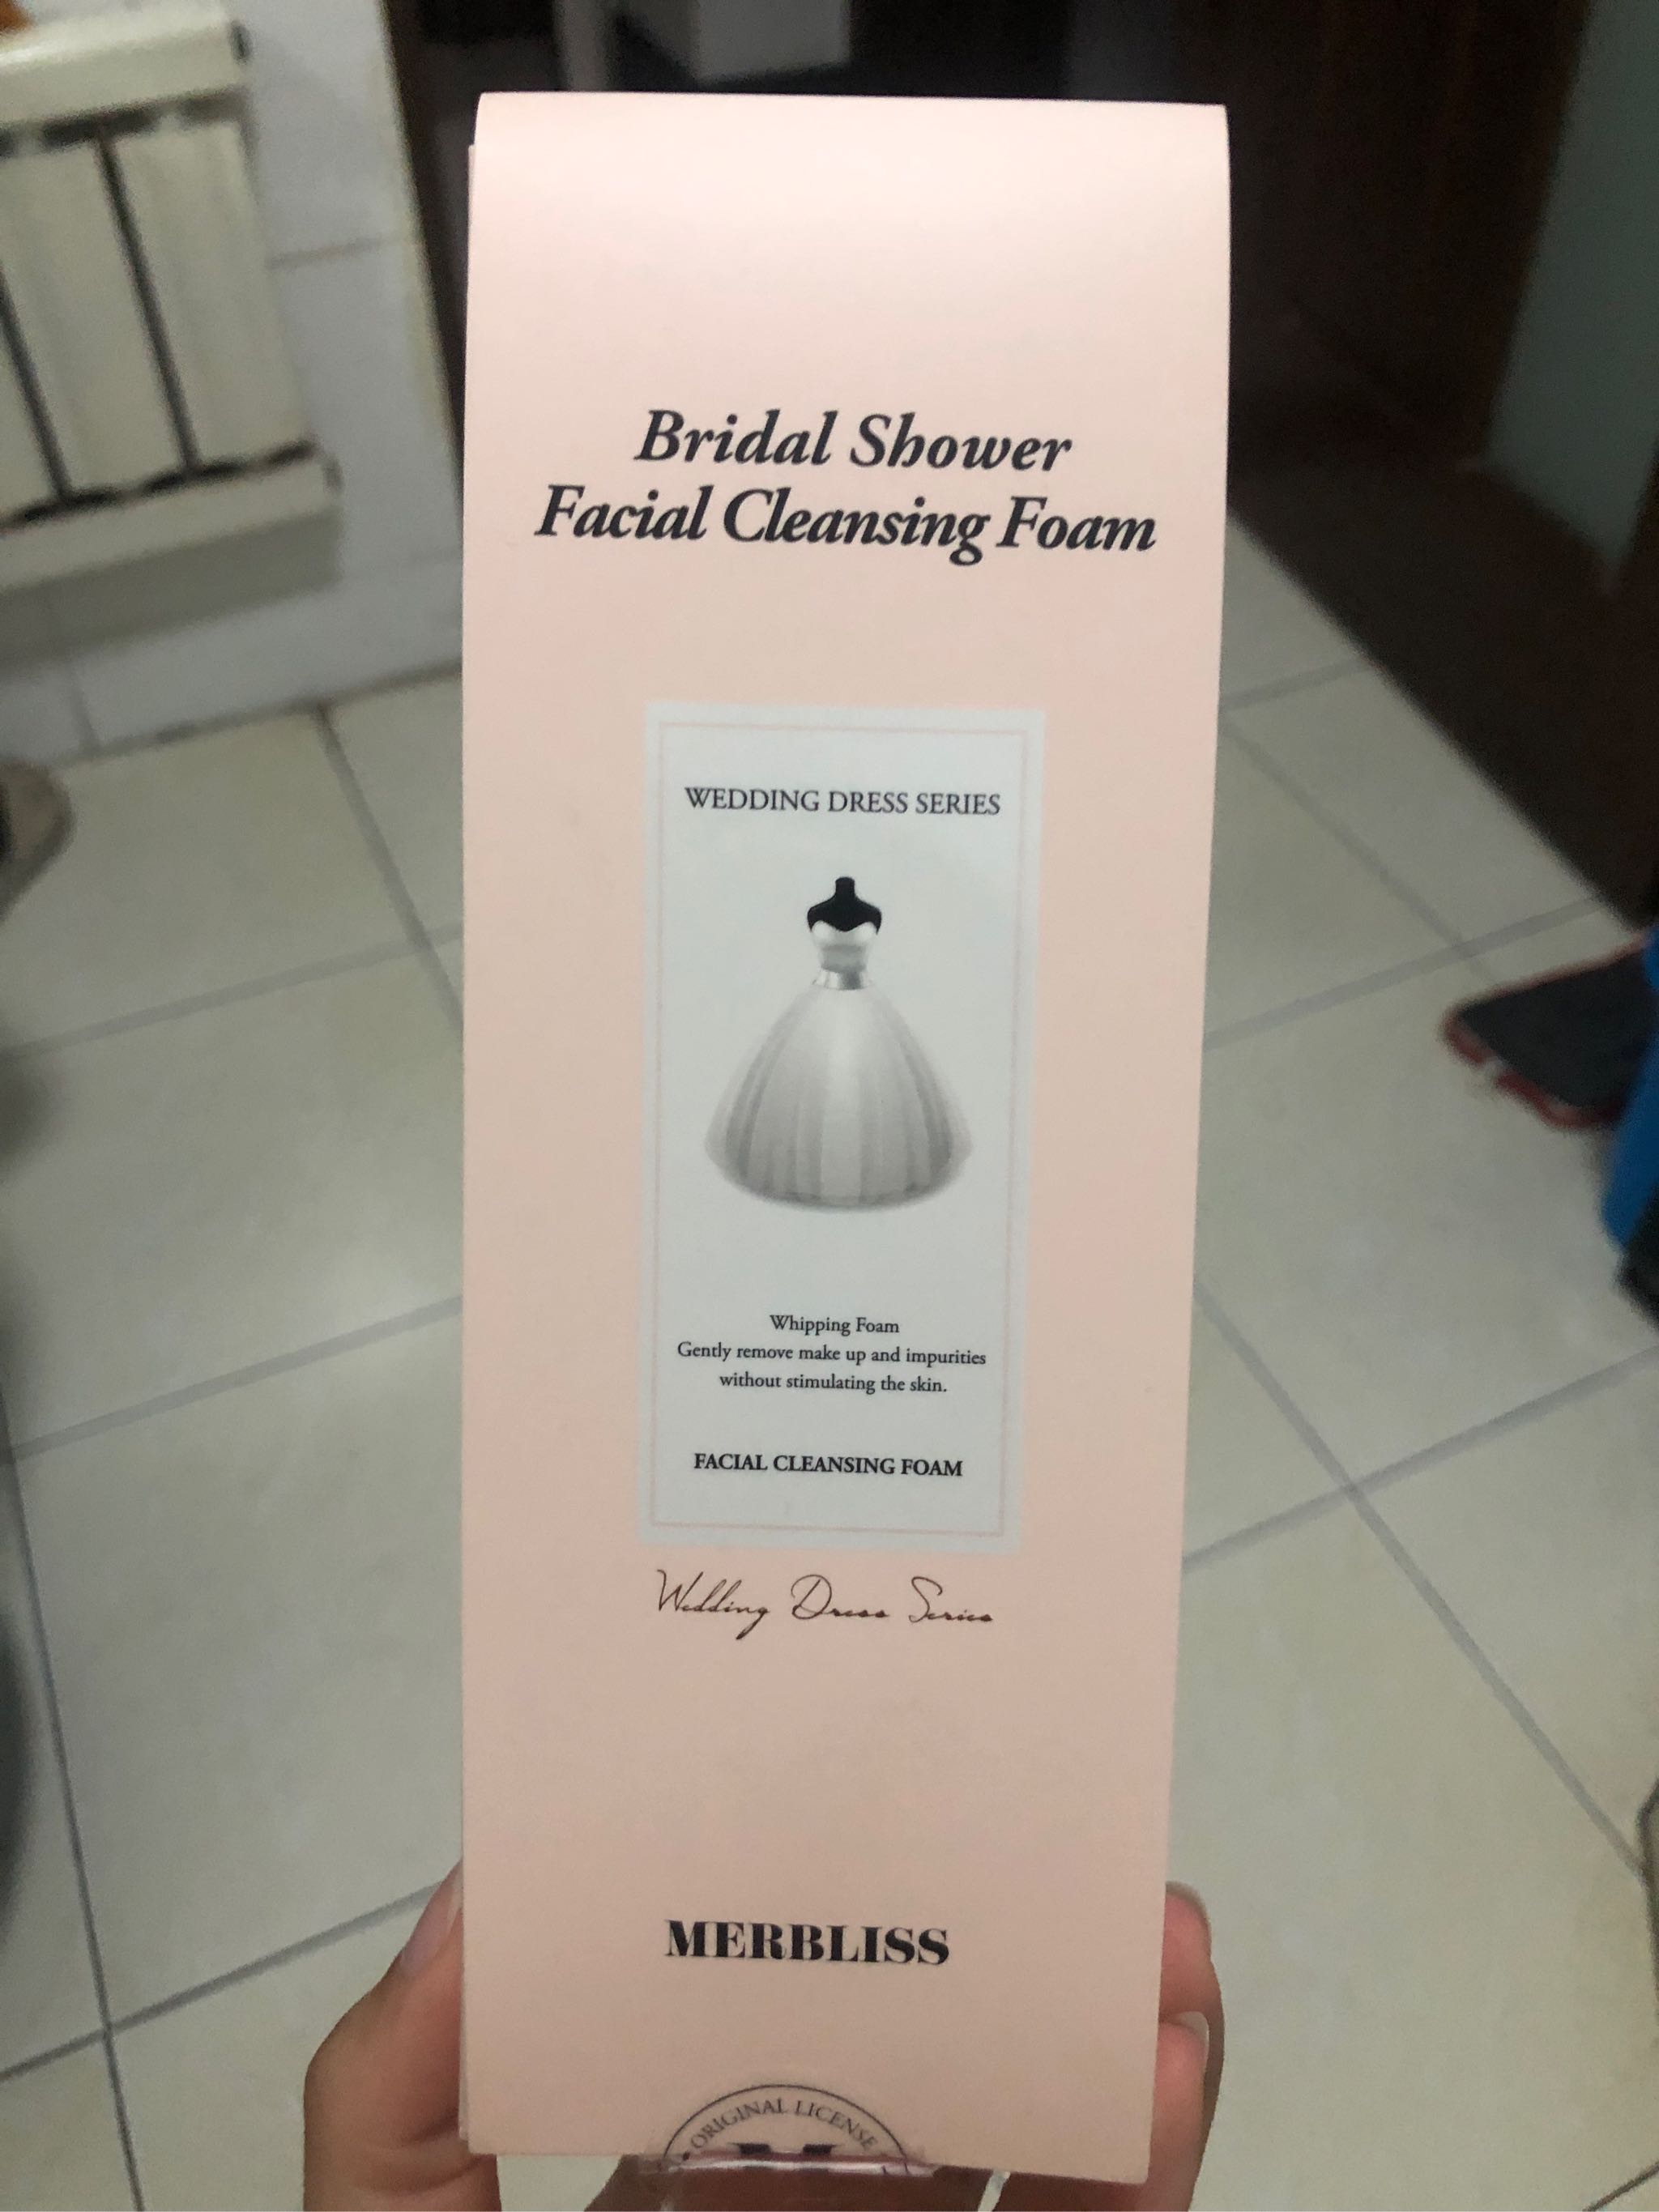 Bridal Shower
Facial Cleansing Foam
WEDDING DRESS SERIES
Whipping Foam
Gently remove make up and impurities
without stimulating the skin.
FACIAL CLEANSING FOAM
Wedding Dress Series
MERBLISS
ORIGINAL LICENSE